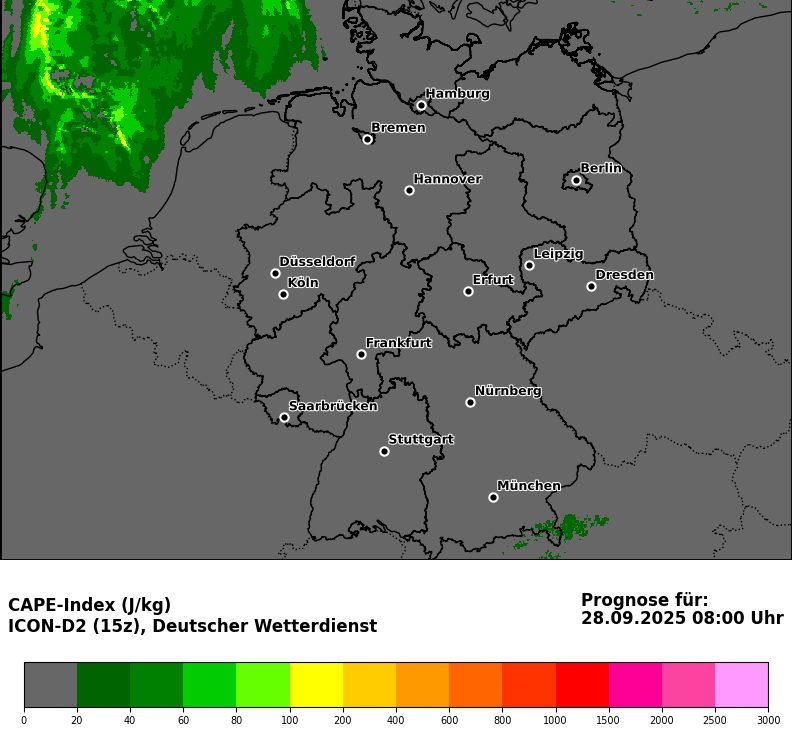 Hamburg
Bremen
Berlin
Hannover
Leipzig
Düsseldorf
Dresden
Erfurt
Köln
Frankfurt
Nürnberg
Saarbrücken
Stuttgart
München
CAPE-Index (J/kg)
ICON-D2 (15z), Deutscher Wetterdienst
Prognose für:
28.09.2025 08:00 Uhr
0 20 40 60 80 100 200 400 600 800 1000 1500 2000 2500 3000